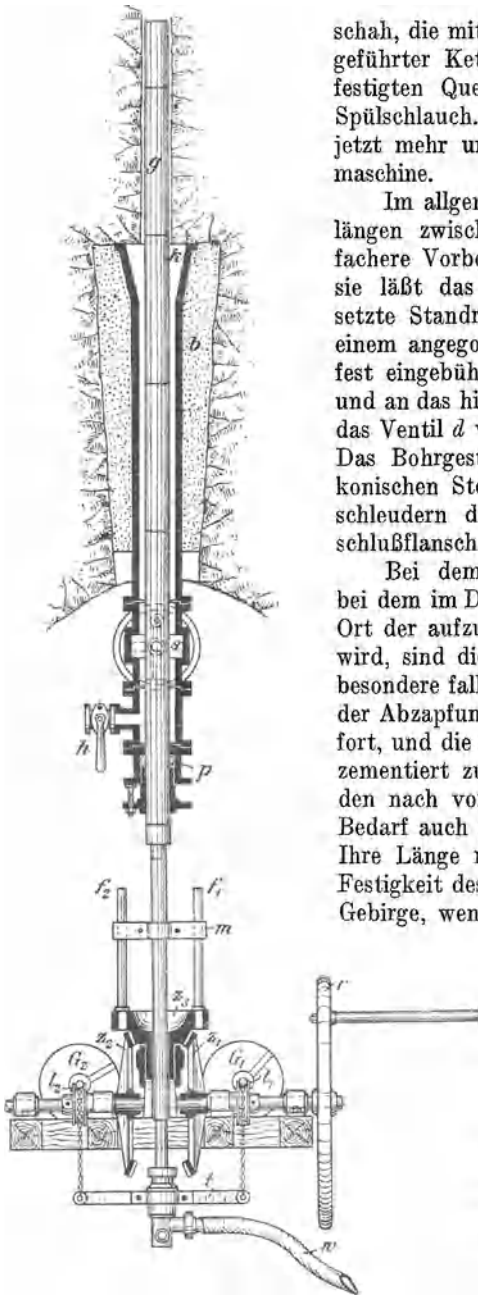 schah, die mit
geführter Ket
festigten Que
Spülschlauch.
jetzt mehr u
maschine.
Im allger
längen zwisch
fachere Vorbe
sie läßt das
setzte Standr
einem angego
fest eingebüh
und an das hi
das Ventil d v
Das Bohrgest
konischen Ste
schleudern d
schlußflansch
Bei dem
bei dem im D
Ort der aufzu
wird, sind die
besondere fall
der Abzapfun
fort, und die
zementiert zu
den nach vo
Bedarf auch
Ihre Länge r
Festigkeit des
Gebirge, wen
g
k
b
s
h
p
f₂ f₁
m
z₃
z₂ z₁
r
G₂ G₁
l₂ l₁
t
w